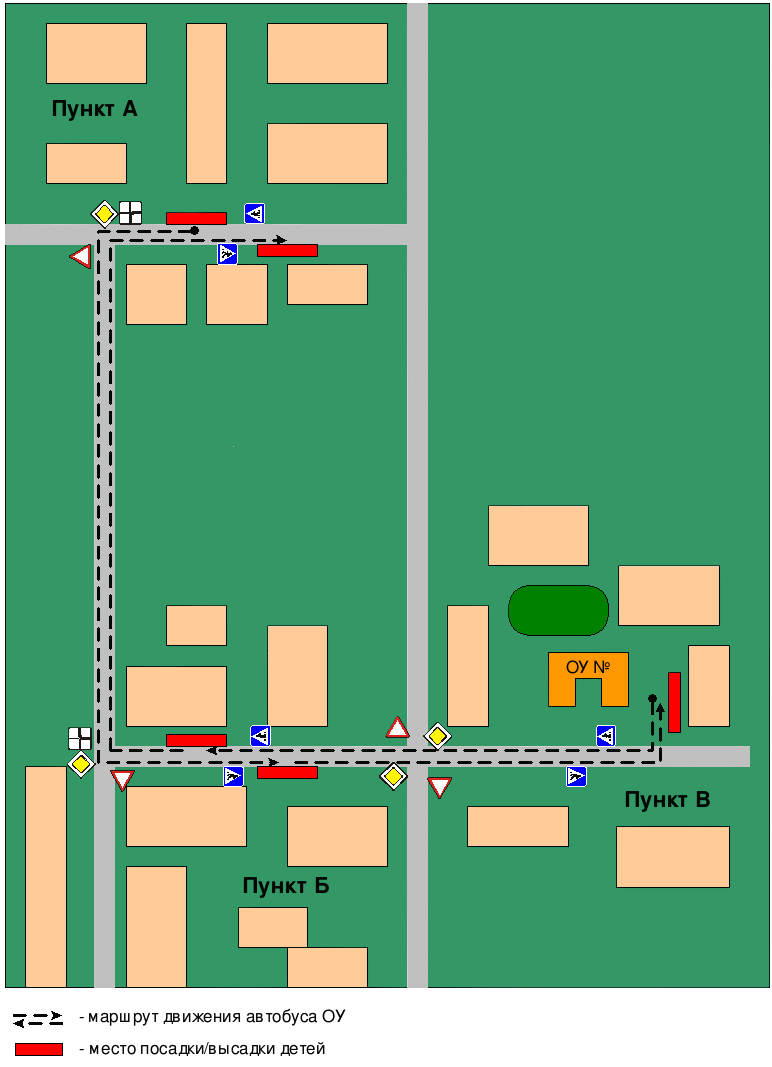 Пункт А
ОУ №
Пункт В
Пункт Б
- маршрут движения автобуса ОУ
- место посадки/высадки детей